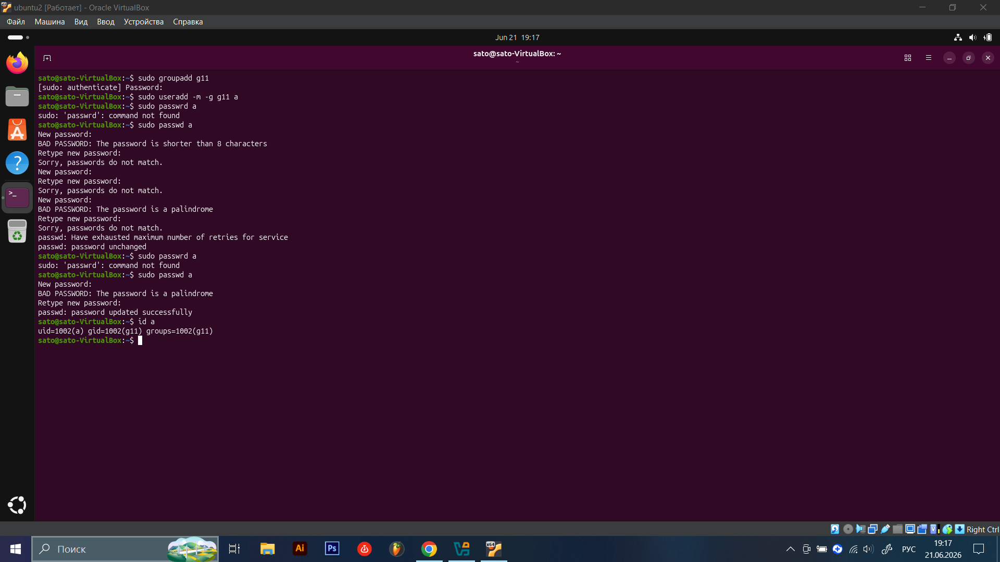 ubuntu2 [Работает] - Oracle VirtualBox
Файл Машина Вид Ввод Устройства Справка
Jun 21 19:17
sato@sato-VirtualBox: ~
~
sato@sato-VirtualBox:~$ sudo groupadd g11
[sudo: authenticate] Password:
sato@sato-VirtualBox:~$ sudo useradd -m -g g11 a
sato@sato-VirtualBox:~$ sudo passwrd a
sudo: 'passwrd': command not found
sato@sato-VirtualBox:~$ sudo passwd a
New password:
BAD PASSWORD: The password is shorter than 8 characters
Retype new password:
Sorry, passwords do not match.
New password:
Retype new password:
Sorry, passwords do not match.
New password:
BAD PASSWORD: The password is a palindrome
Retype new password:
Sorry, passwords do not match.
passwd: Have exhausted maximum number of retries for service
passwd: password unchanged
sato@sato-VirtualBox:~$ sudo passwrd a
sudo: 'passwrd': command not found
sato@sato-VirtualBox:~$ sudo passwd a
New password:
BAD PASSWORD: The password is a palindrome
Retype new password:
passwd: password updated successfully
sato@sato-VirtualBox:~$ id a
uid=1002(a) gid=1002(g11) groups=1002(g11)
sato@sato-VirtualBox:~$
Right Ctrl
Поиск
Ai
Ps
x64
РУС
19:17
21.06.2026